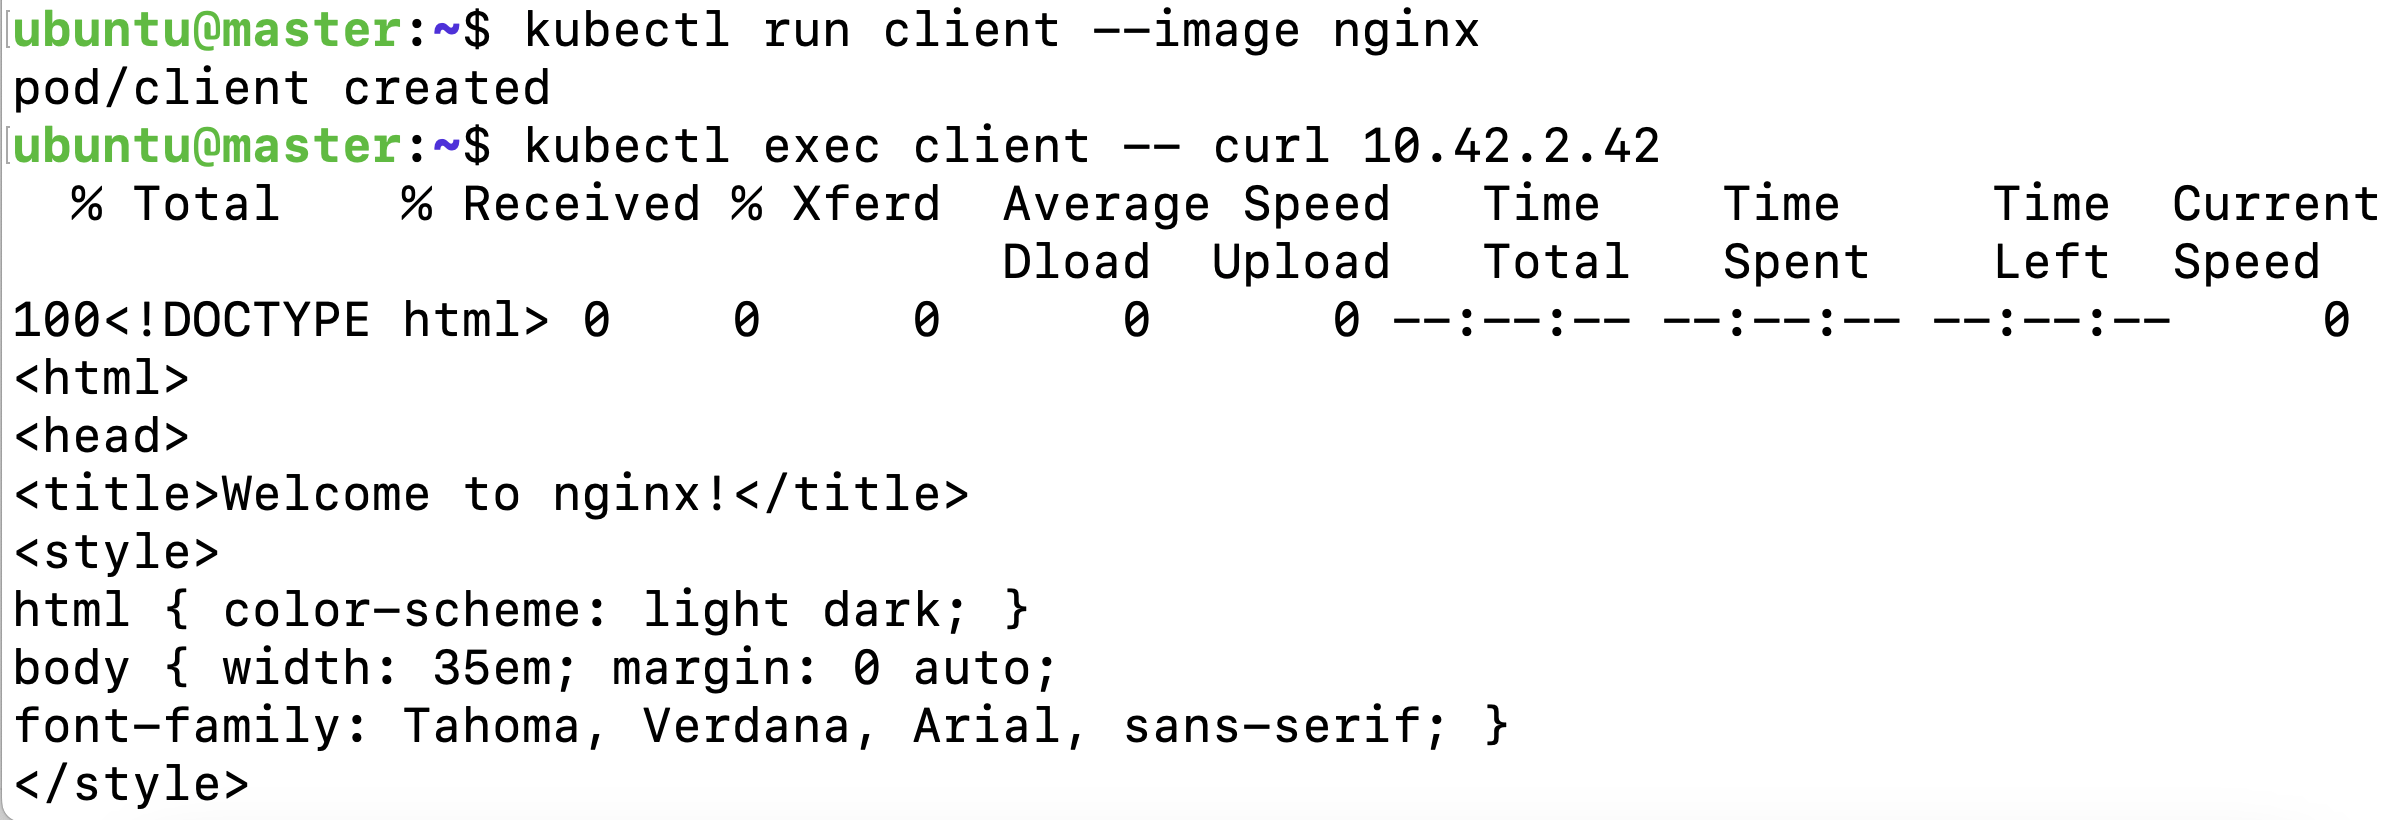 ubuntu@master:~$ kubectl run client --image nginx
pod/client created
ubuntu@master:~$ kubectl exec client -- curl 10.42.2.42
  % Total    % Received % Xferd  Average Speed   Time    Time     Time  Current
                                 Dload  Upload   Total   Spent    Left  Speed
100<!DOCTYPE html> 0    0     0      0      0 --:--:-- --:--:-- --:--:--     0
<html>
<head>
<title>Welcome to nginx!</title>
<style>
html { color-scheme: light dark; }
body { width: 35em; margin: 0 auto;
font-family: Tahoma, Verdana, Arial, sans-serif; }
</style>